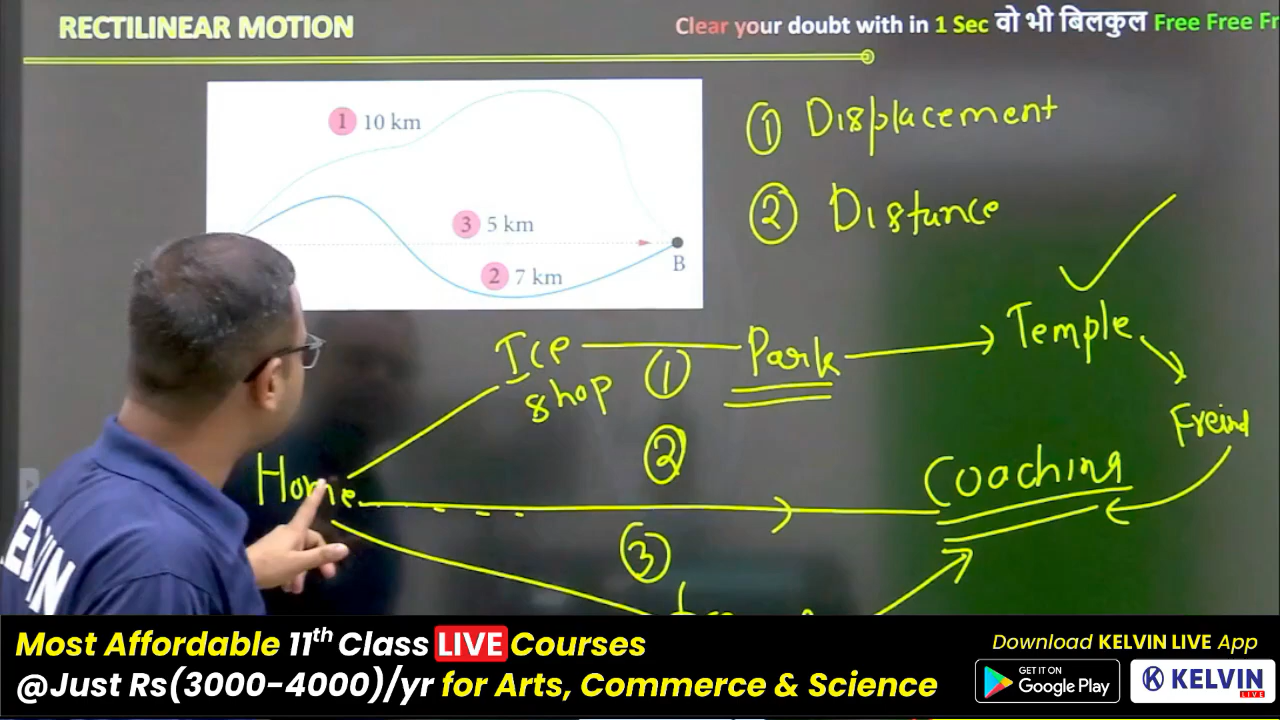 RECTILINEAR MOTION
Clear your doubt with in 1 Sec वो भी बिलकुल Free Free Fr
1 10 km
3 5 km
B
2 7 km
① Displacement
② Distance
Ice shop
①
Park
Temple
Freind
②
Home
Coaching
③
KELVIN
Most Affordable 11th Class LIVE Courses
@Just Rs(3000-4000)/yr for Arts, Commerce & Science
Download KELVIN LIVE App
GET IT ON
Google Play
KELVIN
LIVE